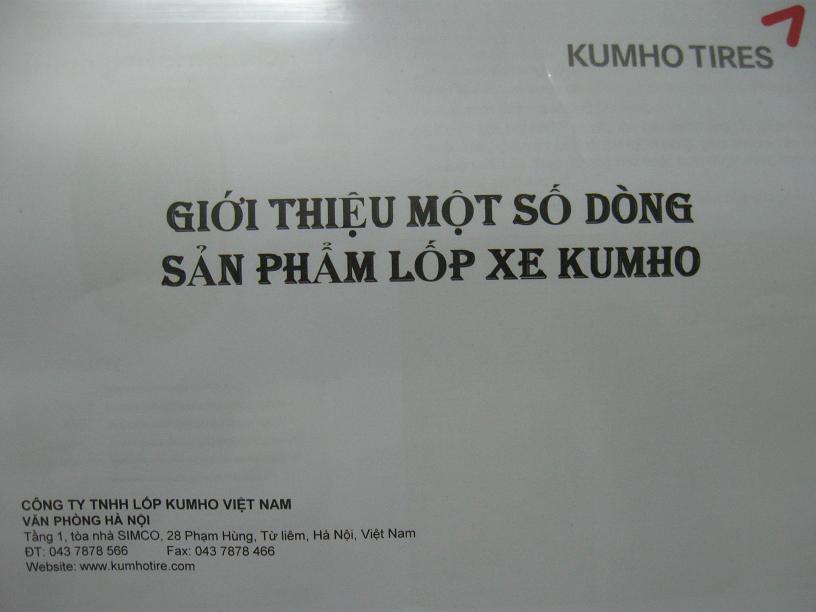 KUMHO TIRES
GIỚI THIỆU MỘT SỐ DÒNG
SẢN PHẨM LỐP XE KUMHO
CÔNG TY TNHH LỐP KUMHO VIỆT NAM
VĂN PHÒNG HÀ NỘI
Tầng 1, tòa nhà SIMCO, 28 Phạm Hùng, Từ liêm, Hà Nội, Việt Nam
ĐT: 043 7878 566 Fax: 043 7878 466
Website: www.kumhotire.com